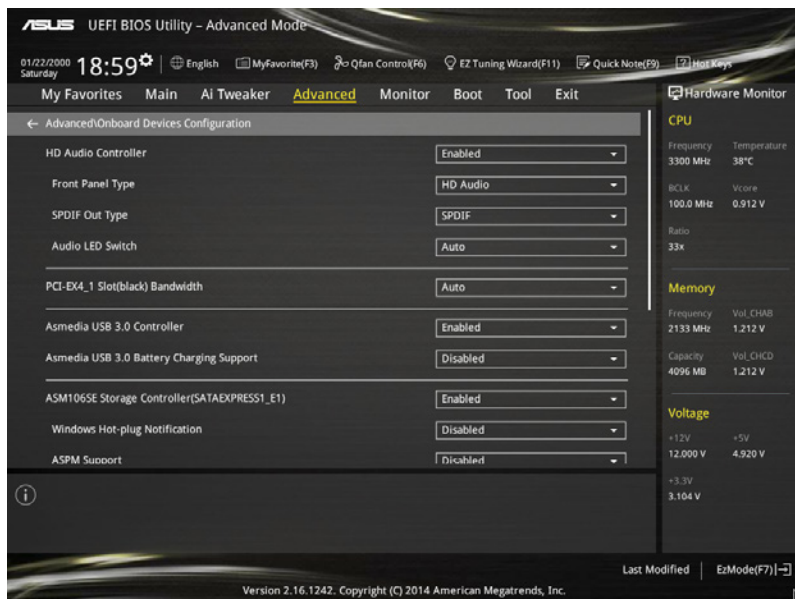 ASUS UEFI BIOS Utility – Advanced Mode
01/22/2000
Saturday
18:59
English MyFavorite(F3) Qfan Control(F6) EZ Tuning Wizard(F11) Quick Note(F9) ? Hot Keys
My Favorites Main Ai Tweaker Advanced Monitor Boot Tool Exit
← Advanced\Onboard Devices Configuration
HD Audio Controller Enabled
Front Panel Type HD Audio
SPDIF Out Type SPDIF
Audio LED Switch Auto
PCI-EX4_1 Slot(black) Bandwidth Auto
Asmedia USB 3.0 Controller Enabled
Asmedia USB 3.0 Battery Charging Support Disabled
ASM106SE Storage Controller(SATAEXPRESS1_E1) Enabled
Windows Hot-plug Notification Disabled
ASPM Support Disabled
Hardware Monitor
CPU
Frequency Temperature
3300 MHz 38°C
BCLK Vcore
100.0 MHz 0.912 V
Ratio
33x
Memory
Frequency Vol_CHAB
2133 MHz 1.212 V
Capacity Vol_CHCD
4096 MB 1.212 V
Voltage
+12V +5V
12.000 V 4.920 V
+3.3V
3.104 V
Last Modified EzMode(F7)
Version 2.16.1242. Copyright (C) 2014 American Megatrends, Inc.